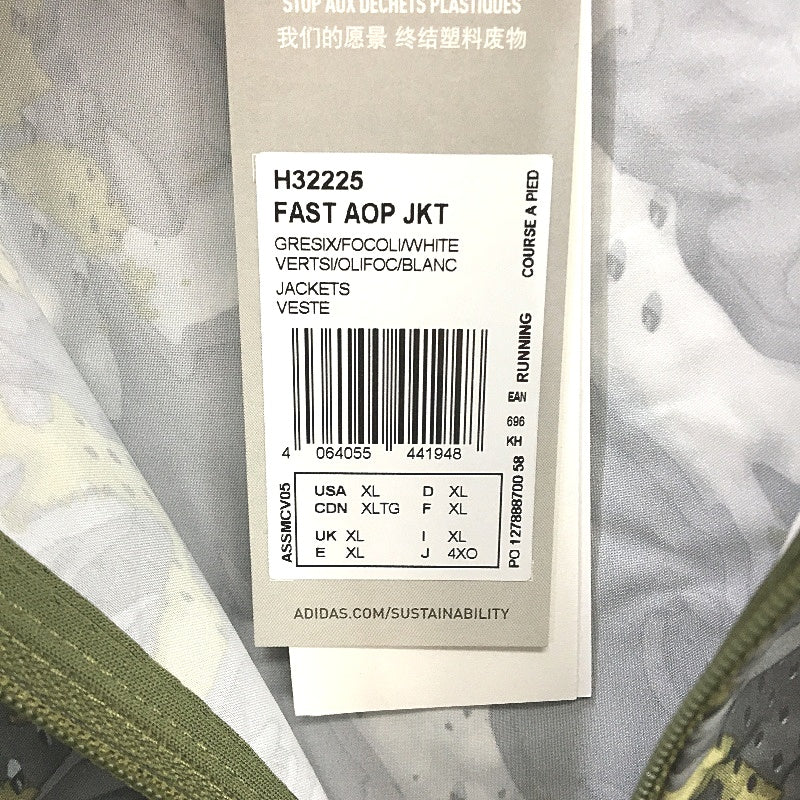 STOP AUX DÉCHETS PLASTIQUES
我们的愿景 终结塑料废物
H32225
FAST AOP JKT
GRESIX/FOCOLI/WHITE
VERTSI/OLIFOC/BLANC
JACKETS
VESTE
4 064055 441948
USA XL D XL
CDN XLTG F XL
UK XL I XL
E XL J 4XO
ASSMCV05
RUNNING COURSE A PIED
EAN
696
KH
PO 127888700 58
ADIDAS.COM/SUSTAINABILITY